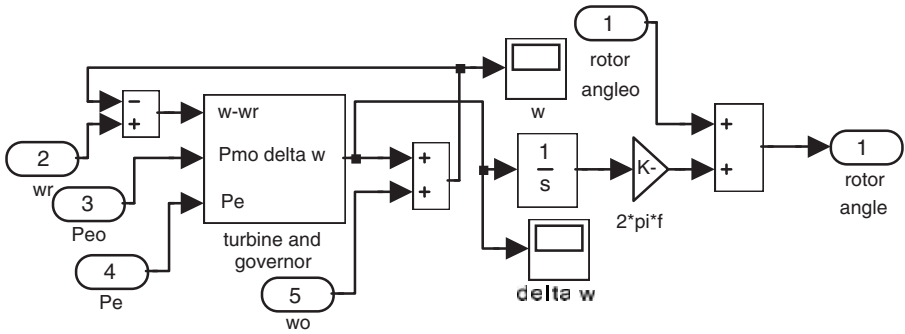 1
rotor
angleo
w
−
+
w-wr
Pmo delta w
Pe
2
wr
3
Peo
4
Pe
turbine and
governor
5
wo
+
+
1
s
K-
2*pi*f
delta w
+
+
1
rotor
angle